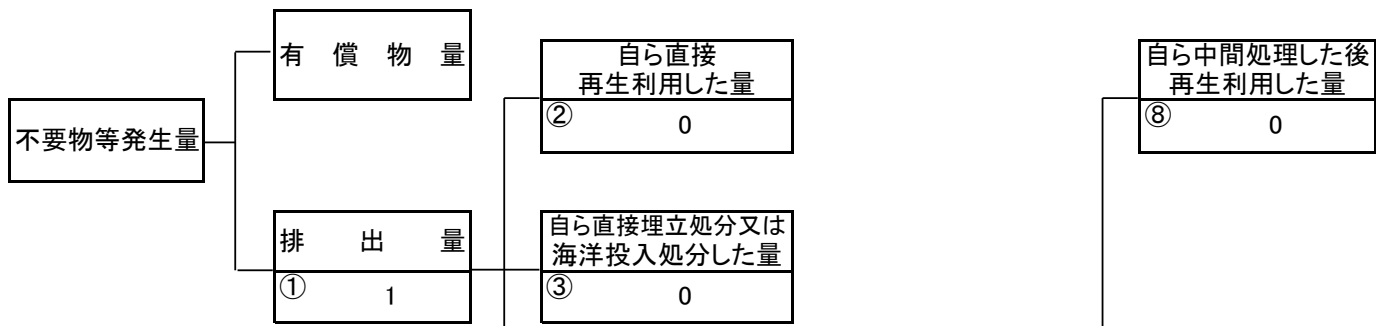 有償物量
自ら直接
再生利用した量
② 0
自ら中間処理した後
再生利用した量
⑧ 0
不要物等発生量
排出量
① 1
自ら直接埋立処分又は
海洋投入処分した量
③ 0